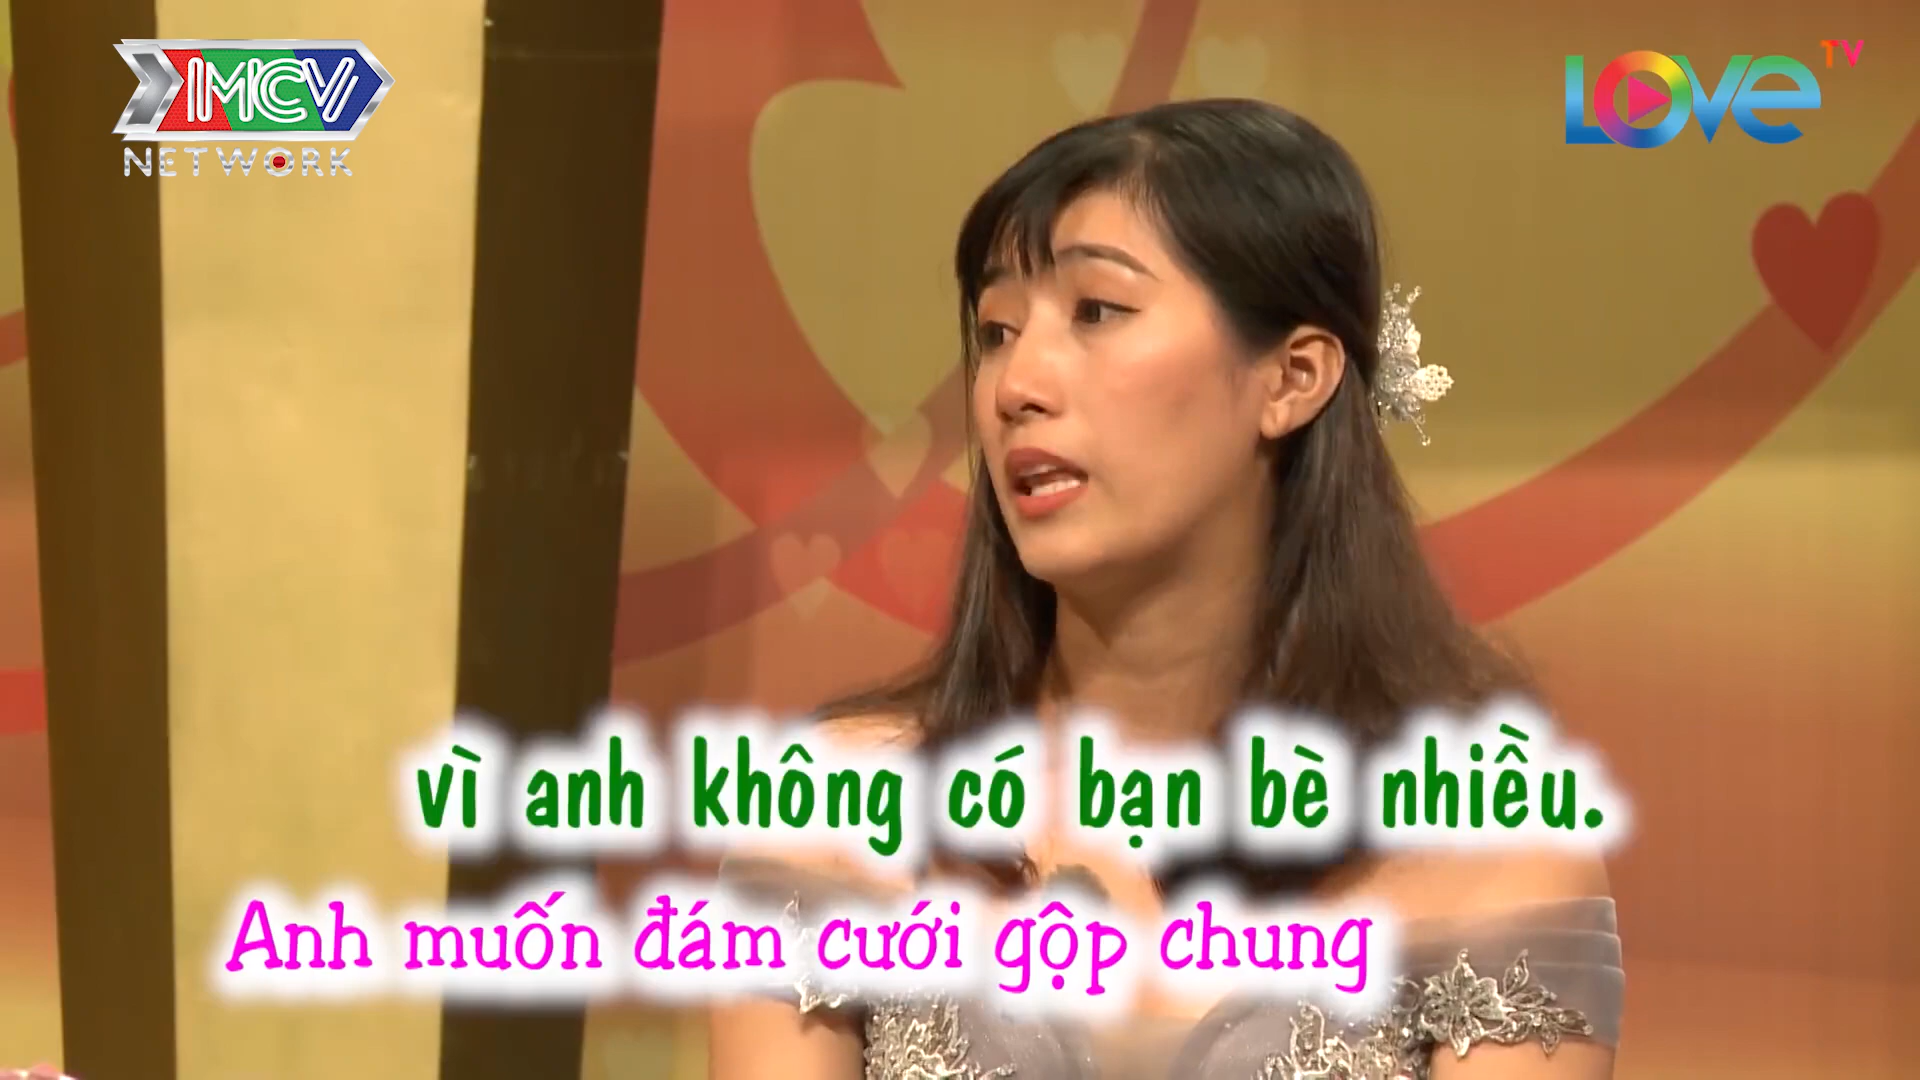 MCV
NETWORK
LOVE TV
vì anh không có bạn bè nhiều.
Anh muốn đám cưới gộp chung